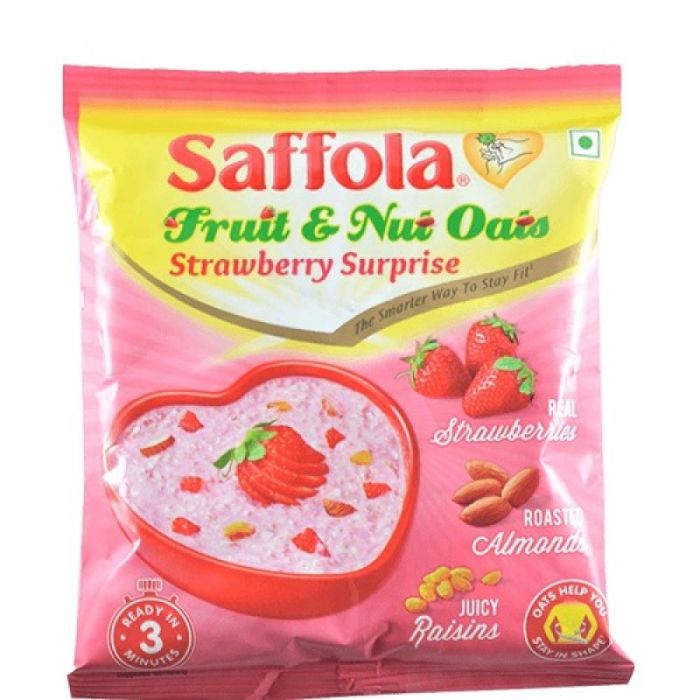 Saffola®
Fruit & Nut Oats
Strawberry Surprise
The Smarter Way To Stay Fit
REAL
Strawberries
ROASTED
Almonds
JUICY
Raisins
READY IN
3
MINUTES
OATS HELP YOU
STAY IN SHAPE